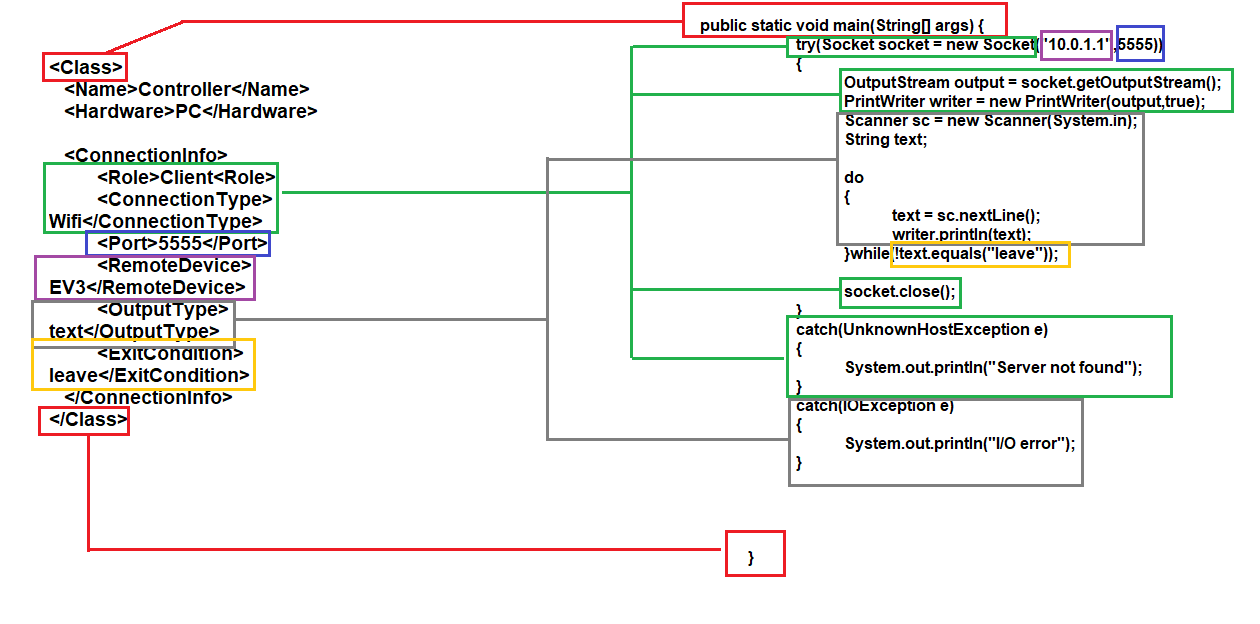 <Class>
<Name>Controller</Name>
<Hardware>PC</Hardware>
<ConnectionInfo>
<Role>Client<Role>
<ConnectionType>
Wifi</ConnectionType>
<Port>5555</Port>
<RemoteDevice>
EV3</RemoteDevice>
<OutputType>
text</OutputType>
<ExitCondition>
leave</ExitCondition>
</ConnectionInfo>
</Class>
public static void main(String[] args) {
try(Socket socket = new Socket("10.0.1.1",5555))
{
OutputStream output = socket.getOutputStream();
PrintWriter writer = new PrintWriter(output,true);
Scanner sc = new Scanner(System.in);
String text;
do
{
text = sc.nextLine();
writer.println(text);
}while(!text.equals("leave"));
socket.close();
}
catch(UnknownHostException e)
{
System.out.println("Server not found");
}
catch(IOException e)
{
System.out.println("I/O error");
}
}